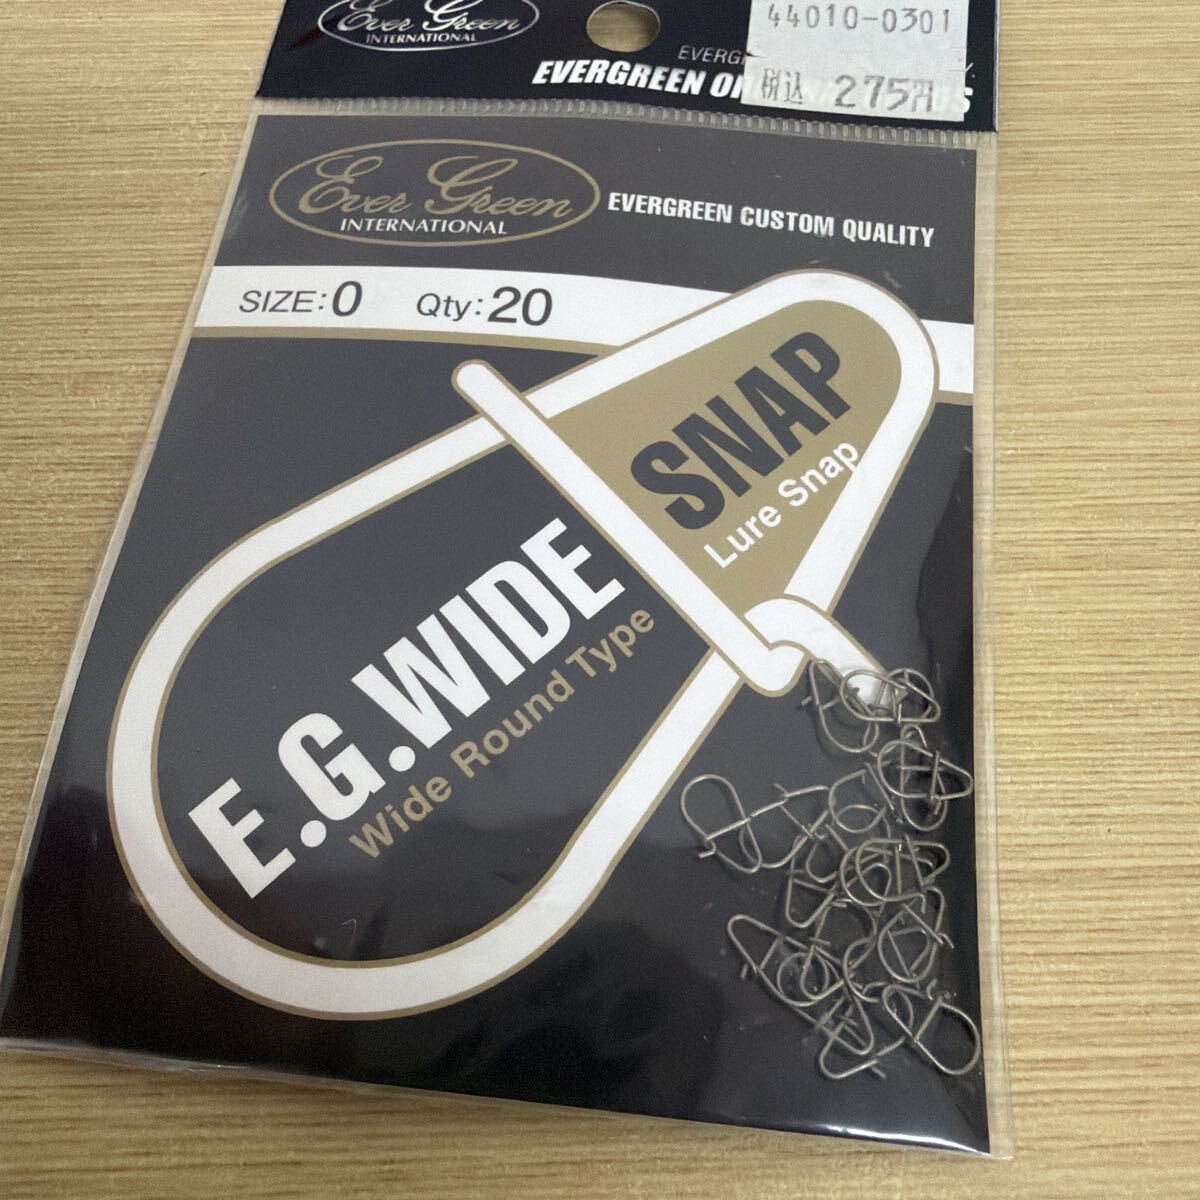 Ever Green
INTERNATIONAL
44010-0301
税込 275円
EVERGREEN
Ever Green
INTERNATIONAL
EVERGREEN CUSTOM QUALITY
SIZE:0 Qty:20
SNAP
Lure Snap
E.G.WIDE
Wide Round Type